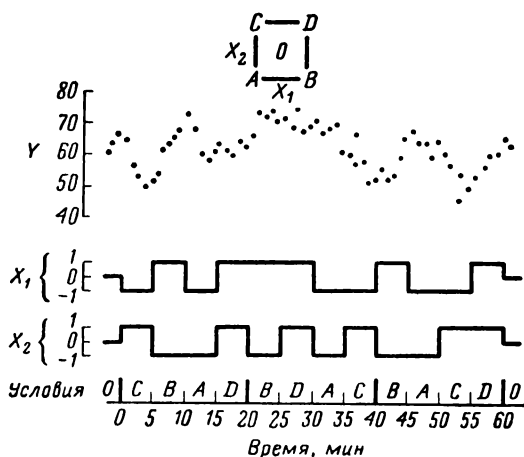 C D
X₂ 0
A B
X₁
80
70
Y 60
50
40
X₁ { 1 0 -1
X₂ { 1 0 -1
Условия 0 C B A D B D A C B A C D 0
0 5 10 15 20 25 30 35 40 45 50 55 60
Время, мин